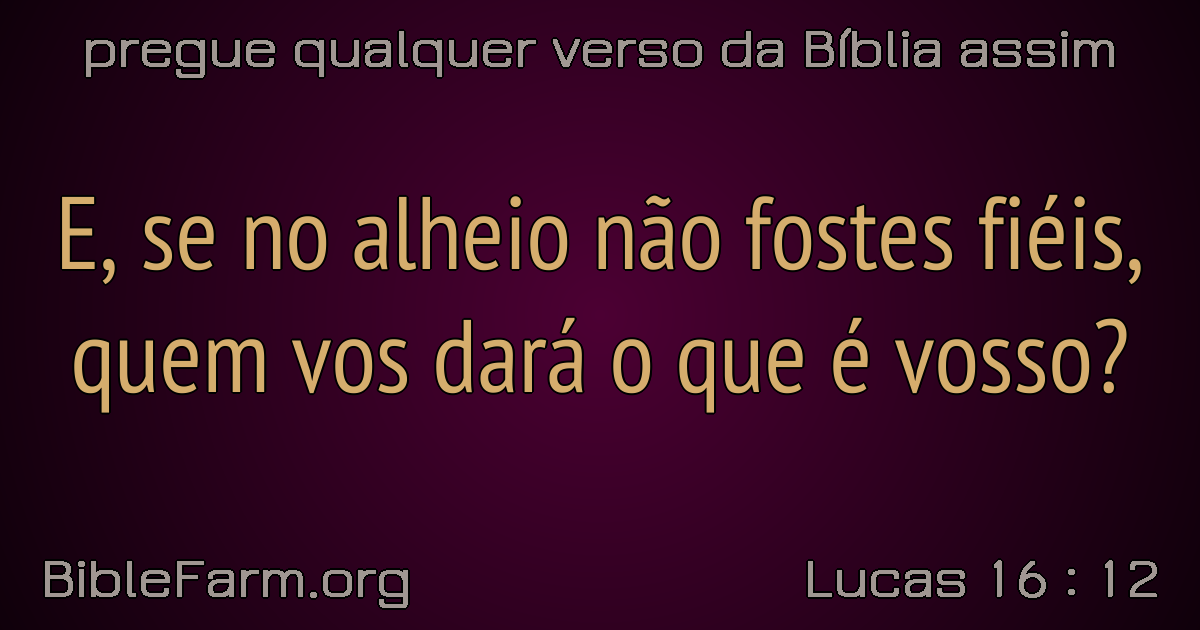 pregue qualquer verso da Bíblia assim
E, se no alheio não fostes fiéis,
quem vos dará o que é vosso?
BibleFarm.org
Lucas 16 : 12